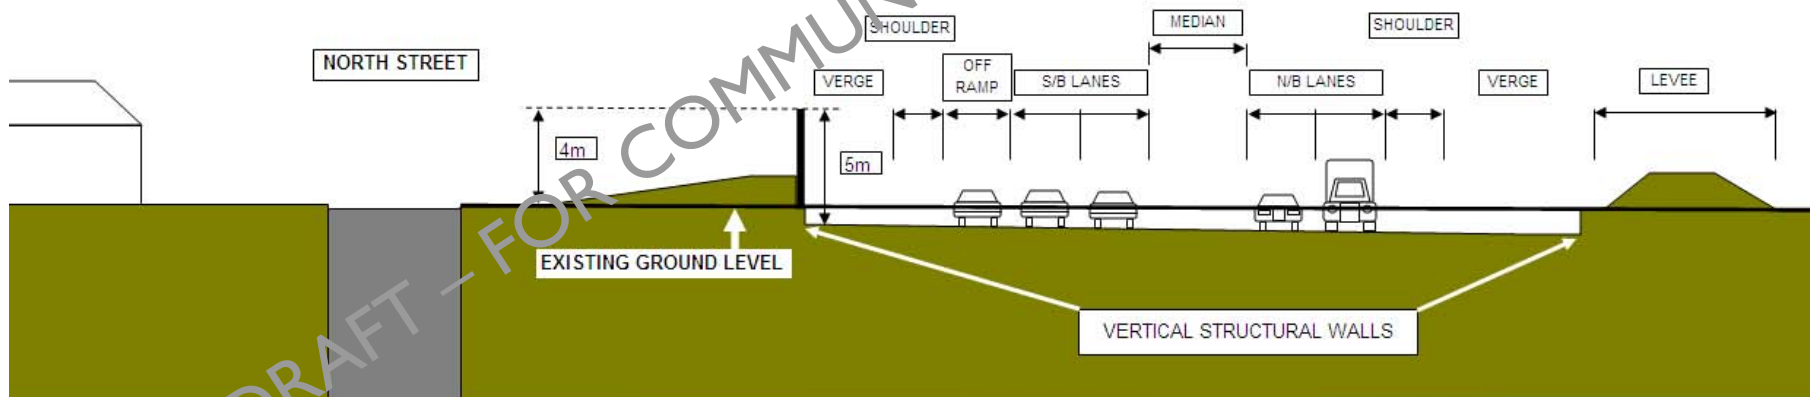 SHOULDER
MEDIAN
SHOULDER
NORTH STREET
VERGE
OFF
RAMP
S/B LANES
N/B LANES
VERGE
LEVEE
4m
5m
EXISTING GROUND LEVEL
VERTICAL STRUCTURAL WALLS
DRAFT – FOR COMMUN